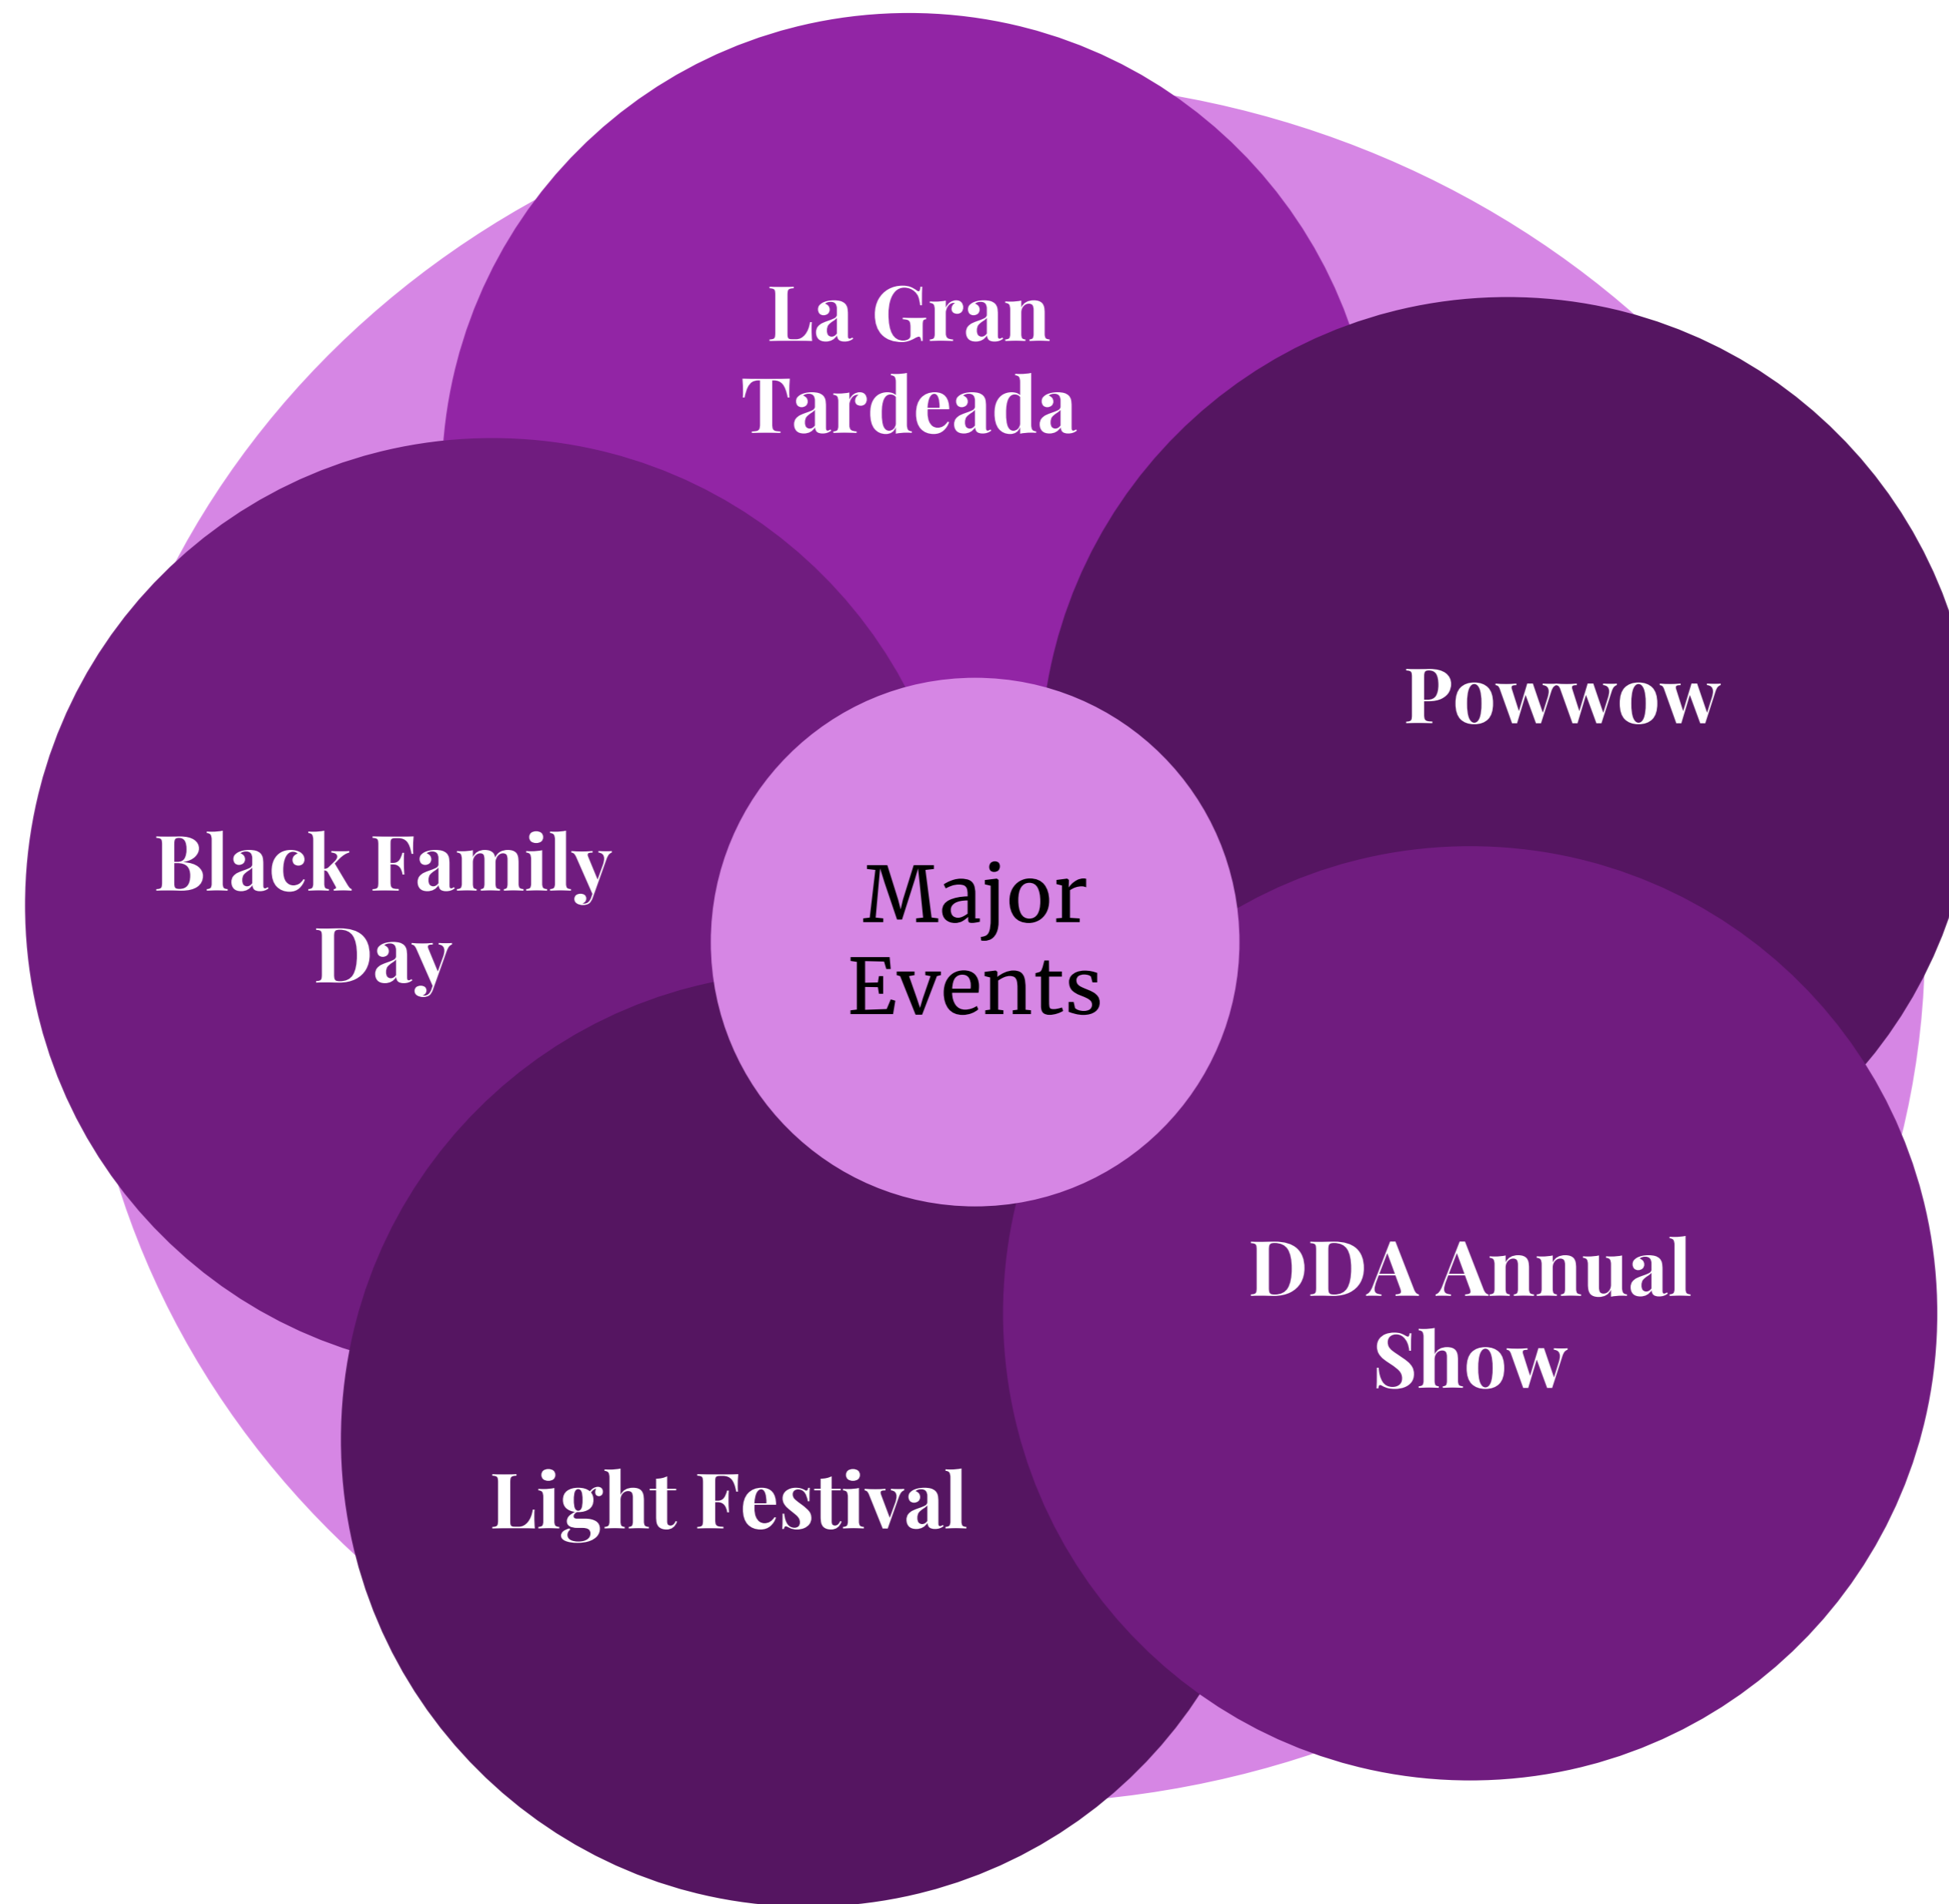 La Gran
Tardeada
Powwow
Black Family
Day
Major
Events
DDA Annual
Show
Light Festival